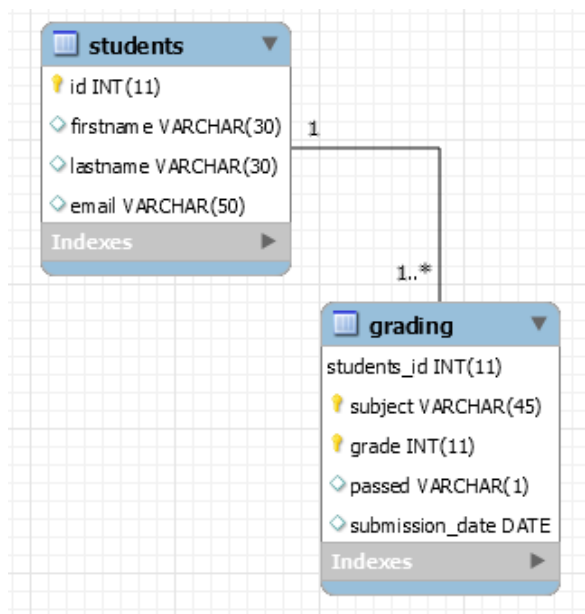 students
id INT(11)
firstname VARCHAR(30)
lastname VARCHAR(30)
email VARCHAR(50)
Indexes
1
1..*
grading
students_id INT(11)
subject VARCHAR(45)
grade INT(11)
passed VARCHAR(1)
submission_date DATE
Indexes